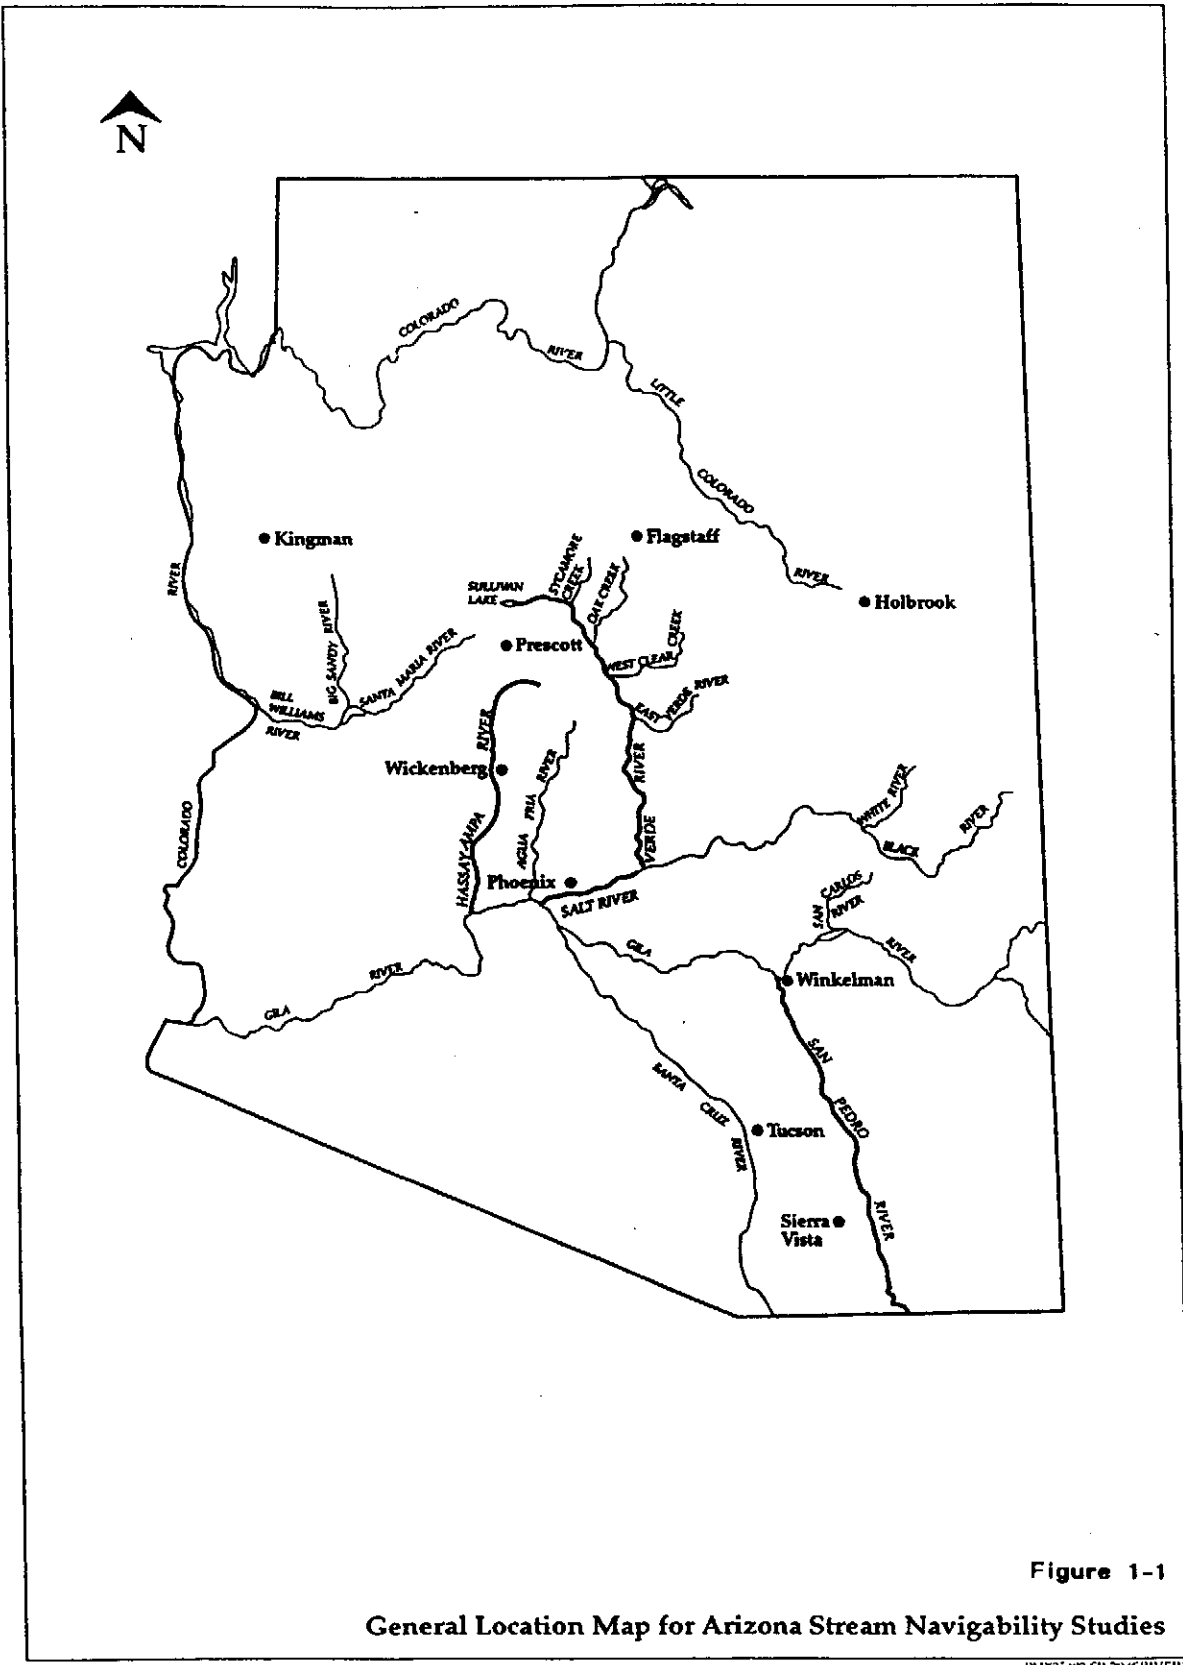 N
COLORADO
RIVER
LITTLE
COLORADO
RIVER
Kingman
Flagstaff
Holbrook
RIVER
SYCAMORE
CREEK
OAK CREEK
SULLIVAN
LAKE
Prescott
WEST CLEAR CREEK
BIG SANDY RIVER
SANTA MARIA RIVER
BILL
WILLIAMS
RIVER
EAST VERDE RIVER
RIVER
Wickenberg
AGUA FRIA RIVER
RIVER
VERDE
WHITE RIVER
BLACK
RIVER
COLORADO
HASSAYAMPA
Phoenix
SALT RIVER
SAN
CARLOS
RIVER
GILA
RIVER
RIVER
Winkelman
GILA
SAN
PEDRO
RIVER
SANTA
CRUZ
RIVER
Tucson
Sierra
Vista
Figure 1-1
General Location Map for Arizona Stream Navigability Studies